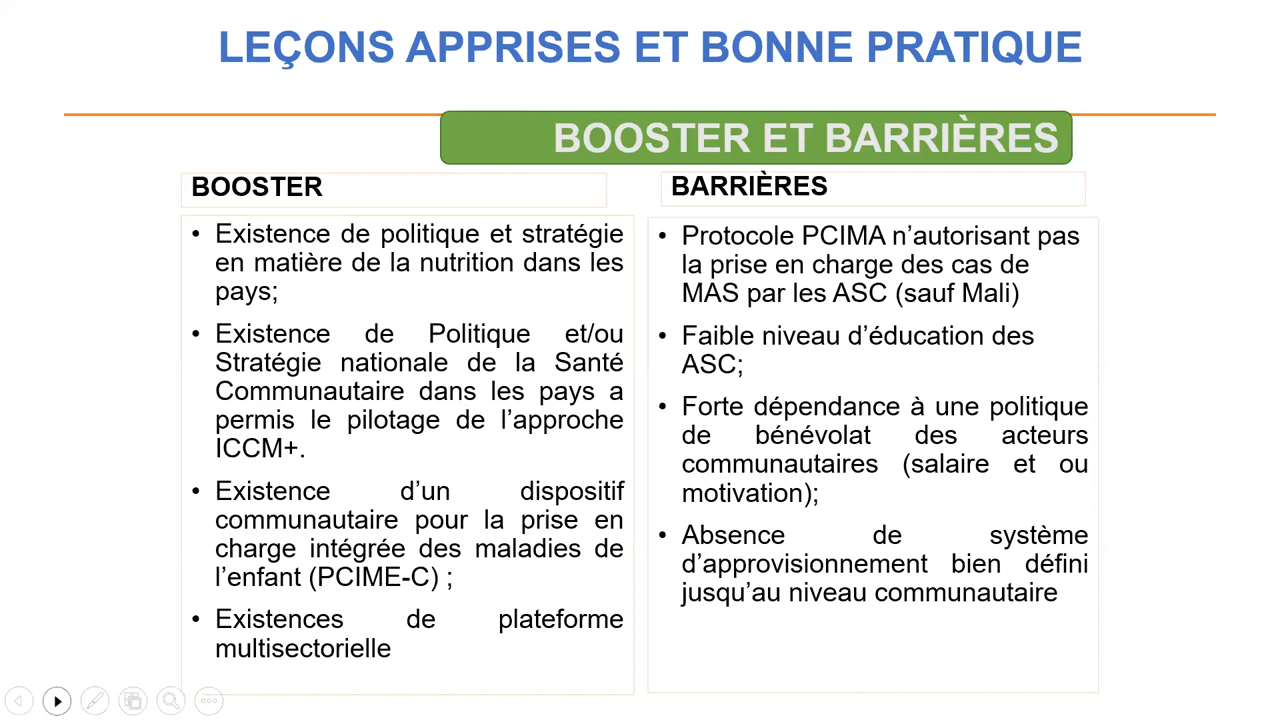 LEÇONS APPRISES ET BONNE PRATIQUE
BOOSTER ET BARRIÈRES
BOOSTER
• Existence de politique et stratégie
en matière de la nutrition dans les
pays;
• Existence de Politique et/ou
Stratégie nationale de la Santé
Communautaire dans les pays a
permis le pilotage de l’approche
ICCM+.
• Existence d’un dispositif
communautaire pour la prise en
charge intégrée des maladies de
l’enfant (PCIME-C) ;
• Existences de plateforme
multisectorielle
BARRIÈRES
• Protocole PCIMA n’autorisant pas
la prise en charge des cas de
MAS par les ASC (sauf Mali)
• Faible niveau d’éducation des
ASC;
• Forte dépendance à une politique
de bénévolat des acteurs
communautaires (salaire et ou
motivation);
• Absence de système
d’approvisionnement bien défini
jusqu’au niveau communautaire